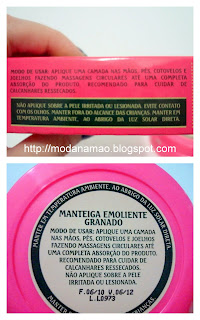 MODO DE USAR: APLIQUE UMA CAMADA NAS MÃOS, PÉS, COTOVELOS E
JOELHOS FAZENDO MASSAGENS CIRCULARES ATÉ UMA COMPLETA
ABSORÇÃO DO PRODUTO. RECOMENDADO PARA CUIDAR DE
CALCANHARES RESSECADOS.
NÃO APLIQUE SOBRE A PELE IRRITADA OU LESIONADA. EVITE CONTATO
COM OS OLHOS. MANTER FORA DO ALCANCE DAS CRIANÇAS. MANTER EM
TEMPERATURA AMBIENTE, AO ABRIGO DA LUZ SOLAR DIRETA.
http://modanamao.blogspot.com
MANTER EM TEMPERATURA AMBIENTE. AO ABRIGO DA LUZ SOLAR DIRETA.
MANTEIGA EMOLIENTE
GRANADO
MODO DE USAR: APLIQUE UMA CAMADA
NAS MÃOS, PÉS, COTOVELOS E JOELHOS
FAZENDO MASSAGENS CIRCULARES ATÉ
UMA COMPLETA ABSORÇÃO DO PRODUTO.
RECOMENDADO PARA CUIDAR DE
CALCANHARES RESSECADOS.
NÃO APLIQUE SOBRE A PELE
IRRITADA OU LESIONADA.
F.06/10 V.06/12
L.L0973
CRIANÇAS.